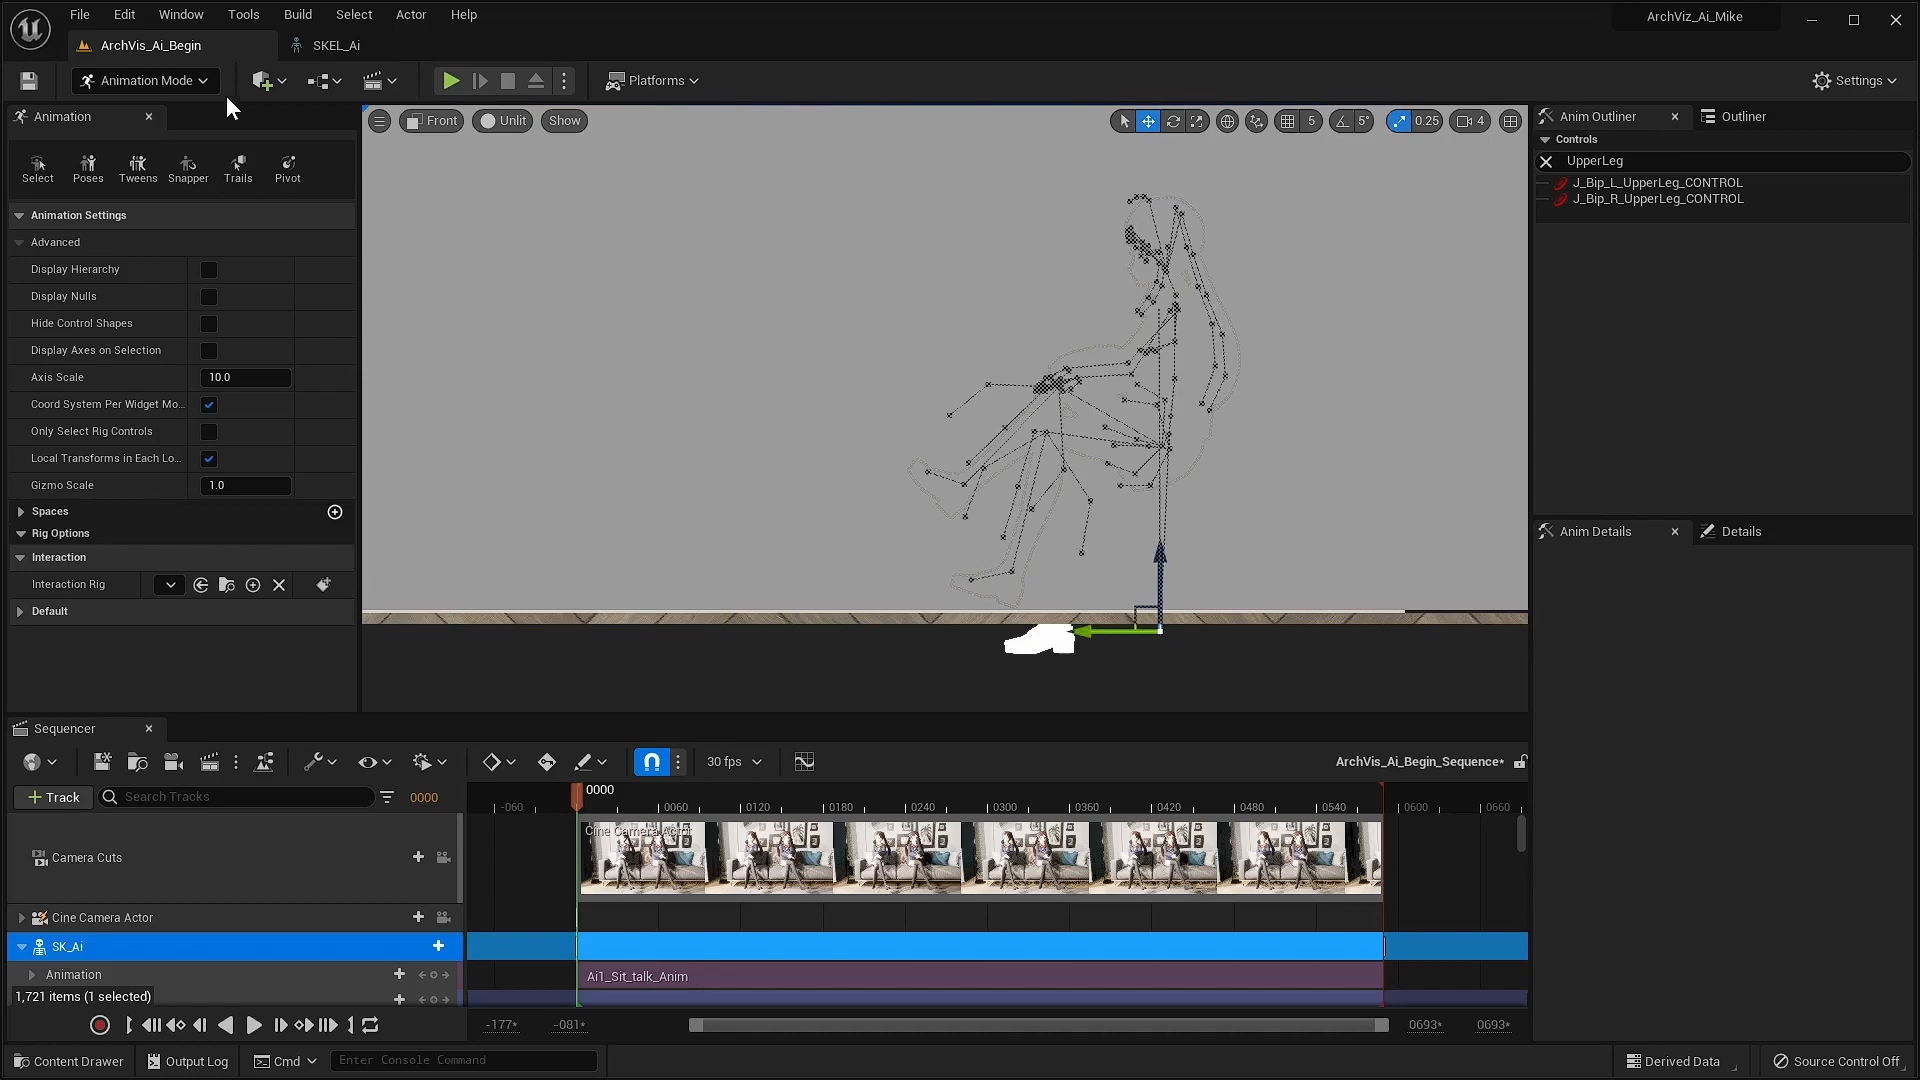 File Edit Window Tools Build Select Actor Help
ArchViz_Ai_Mike
ArchVis_Ai_Begin
SKEL_Ai
Animation Mode
Platforms
Settings
Animation
Front
Unlit
Show
5
5°
0.25
4
Anim Outliner
Outliner
Controls
UpperLeg
J_Bip_L_UpperLeg_CONTROL
J_Bip_R_UpperLeg_CONTROL
Select Poses Tweens Snapper Trails Pivot
Animation Settings
Advanced
Display Hierarchy
Display Nulls
Hide Control Shapes
Display Axes on Selection
Axis Scale 10.0
Coord System Per Widget Mo...
Only Select Rig Controls
Local Transforms in Each Lo...
Gizmo Scale 1.0
Spaces
Rig Options
Interaction
Interaction Rig
Default
Anim Details
Details
Sequencer
30 fps
ArchVis_Ai_Begin_Sequence*
Track
Search Tracks
0000
0000
-060 0060 0120 0180 0240 0300 0360 0420 0480 0540 0600 0660
Cine Camera Actor
Camera Cuts
Cine Camera Actor
SK_Ai
Animation
Ai1_Sit_talk_Anim
1,721 items (1 selected)
-177* -081* 0693* 0693*
Content Drawer
Output Log
Cmd
Enter Console Command
Derived Data
Source Control Off